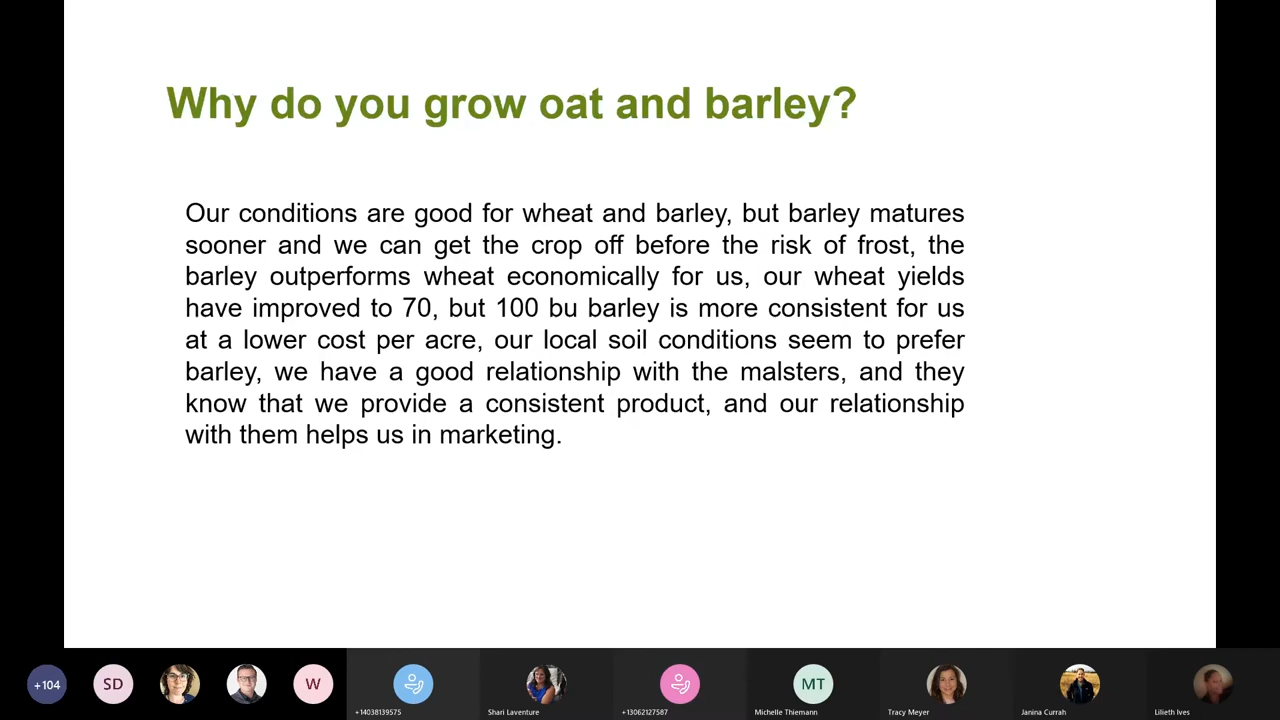 Why do you grow oat and barley?
Our conditions are good for wheat and barley, but barley matures
sooner and we can get the crop off before the risk of frost, the
barley outperforms wheat economically for us, our wheat yields
have improved to 70, but 100 bu barley is more consistent for us
at a lower cost per acre, our local soil conditions seem to prefer
barley, we have a good relationship with the malsters, and they
know that we provide a consistent product, and our relationship
with them helps us in marketing.
+104
SD
W
+14038139575
Shari Laventure
+13062127587
MT
Michelle Thiemann
Tracy Meyer
Janina Currah
Lilieth Ives